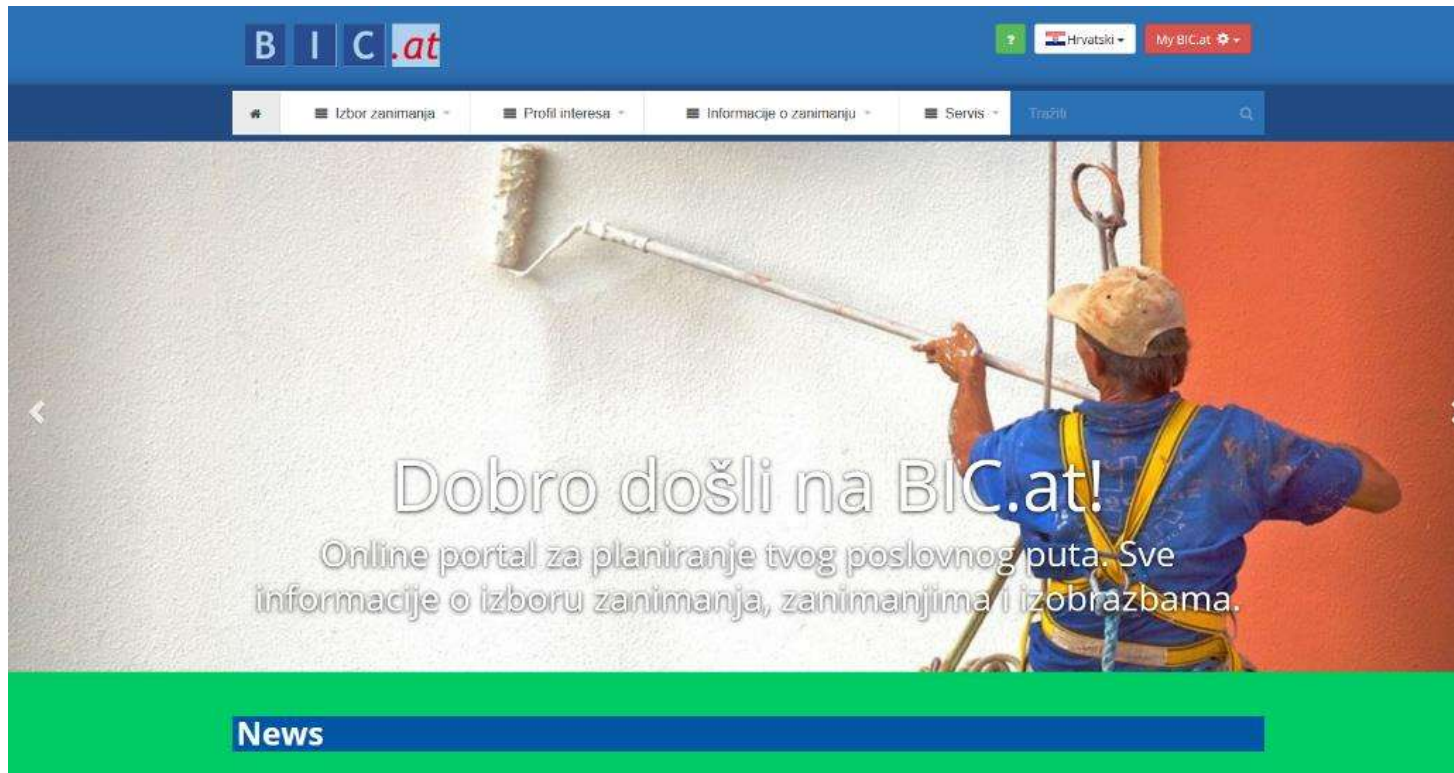 BIC.at
?
Hrvatski
My BIC.at
Izbor zanimanja
Profil interesa
Informacije o zanimanju
Servis
Tražiti
Dobro došli na BIC.at!
Online portal za planiranje tvog poslovnog puta. Sve
informacije o izboru zanimanja, zanimanjima i izobrazbama.
News